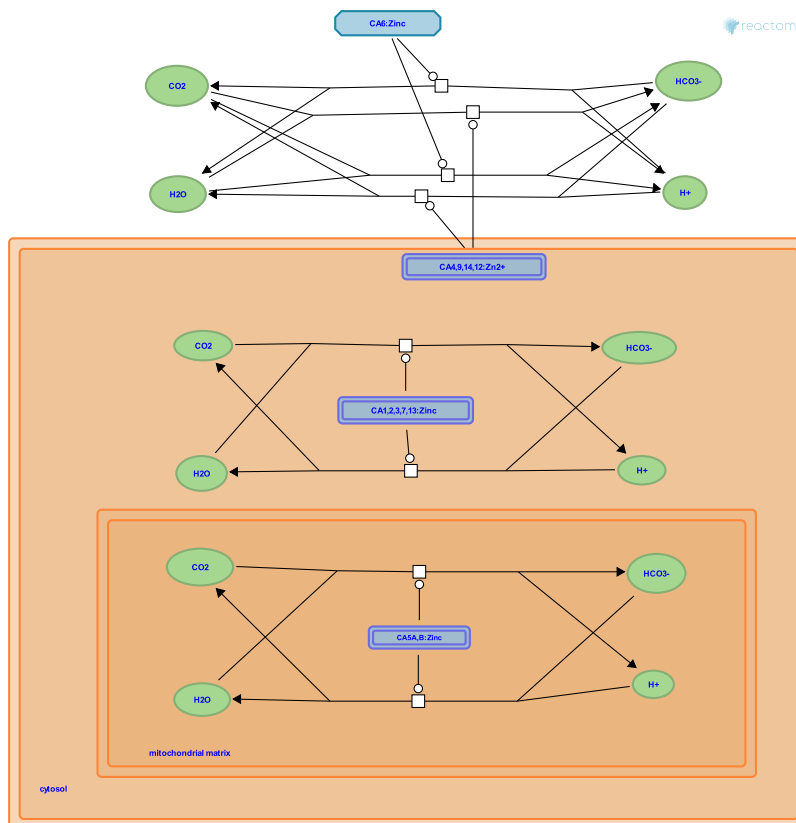 CA6:Zinc
reactom
CO2
HCO3-
H2O
H+
CA4,9,14,12:Zn2+
CO2
HCO3-
CA1,2,3,7,13:Zinc
H2O
H+
CO2
HCO3-
CA5A,B:Zinc
H2O
H+
mitochondrial matrix
cytosol